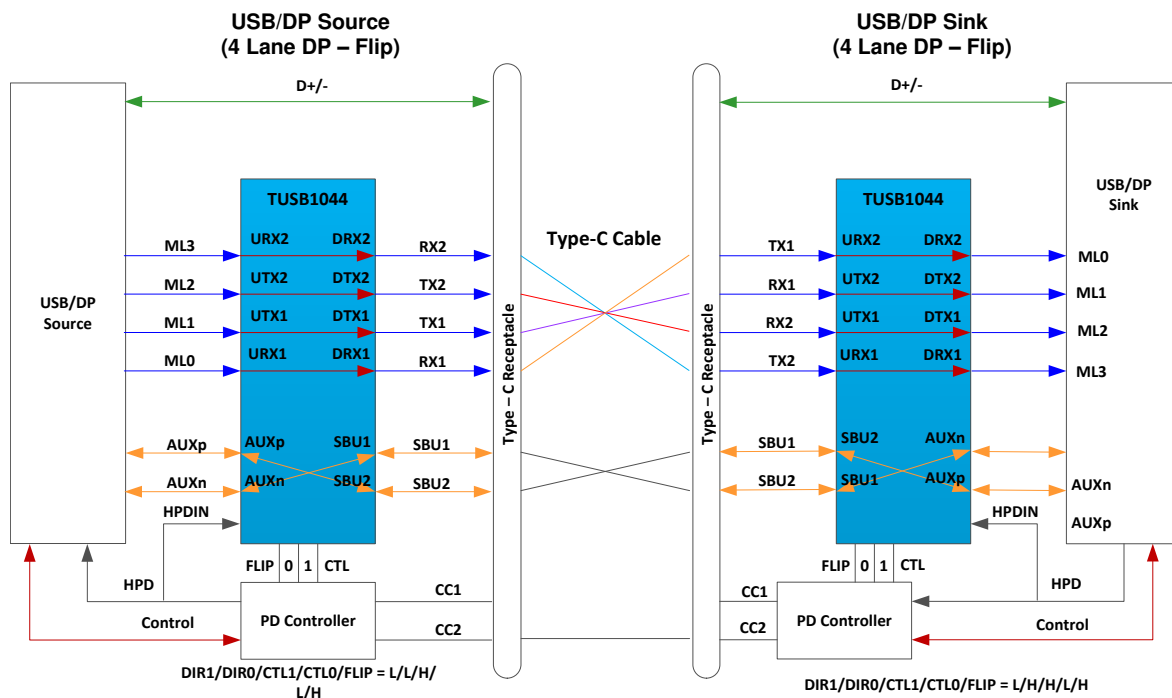 USB/DP Source
(4 Lane DP – Flip)
USB/DP Sink
(4 Lane DP – Flip)
D+/-
D+/-
TUSB1044
TUSB1044
USB/DP
Source
USB/DP
Sink
Type-C Cable
ML3
URX2
DRX2
RX2
ML2
UTX2
DTX2
TX2
ML1
UTX1
DTX1
TX1
ML0
URX1
DRX1
RX1
TX1
URX2
DRX2
ML0
RX1
UTX2
DTX2
ML1
RX2
UTX1
DTX1
ML2
TX2
URX1
DRX1
ML3
Type – C Receptacle
Type – C Receptacle
AUXp
AUXp
SBU1
SBU1
AUXn
AUXn
SBU2
SBU2
SBU1
SBU2
AUXn
SBU2
SBU1
AUXp
AUXn
AUXp
HPDIN
HPDIN
FLIP
0
1
CTL
FLIP
0
1
CTL
HPD
HPD
PD Controller
PD Controller
CC1
CC2
CC1
CC2
Control
Control
DIR1/DIR0/CTL1/CTL0/FLIP = L/L/H/
L/H
DIR1/DIR0/CTL1/CTL0/FLIP = L/H/H/L/H